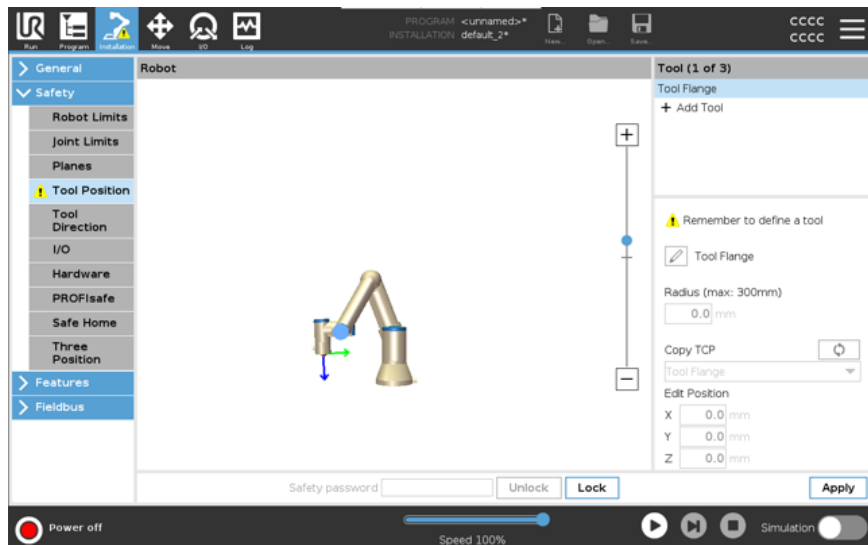 PROGRAM <unnamed>*
INSTALLATION default_2*
Run
Program
Installation
Move
I/O
Log
New...
Open...
Save...
CCCC
CCCC
General
Safety
Robot Limits
Joint Limits
Planes
Tool Position
Tool
Direction
I/O
Hardware
PROFIsafe
Safe Home
Three
Position
Features
Fieldbus
Robot
Tool (1 of 3)
Tool Flange
Add Tool
Remember to define a tool
Tool Flange
Radius (max: 300mm)
0.0 mm
Copy TCP
Tool Flange
Edit Position
X 0.0 mm
Y 0.0 mm
Z 0.0 mm
Safety password
Unlock
Lock
Apply
Power off
Speed 100%
Simulation